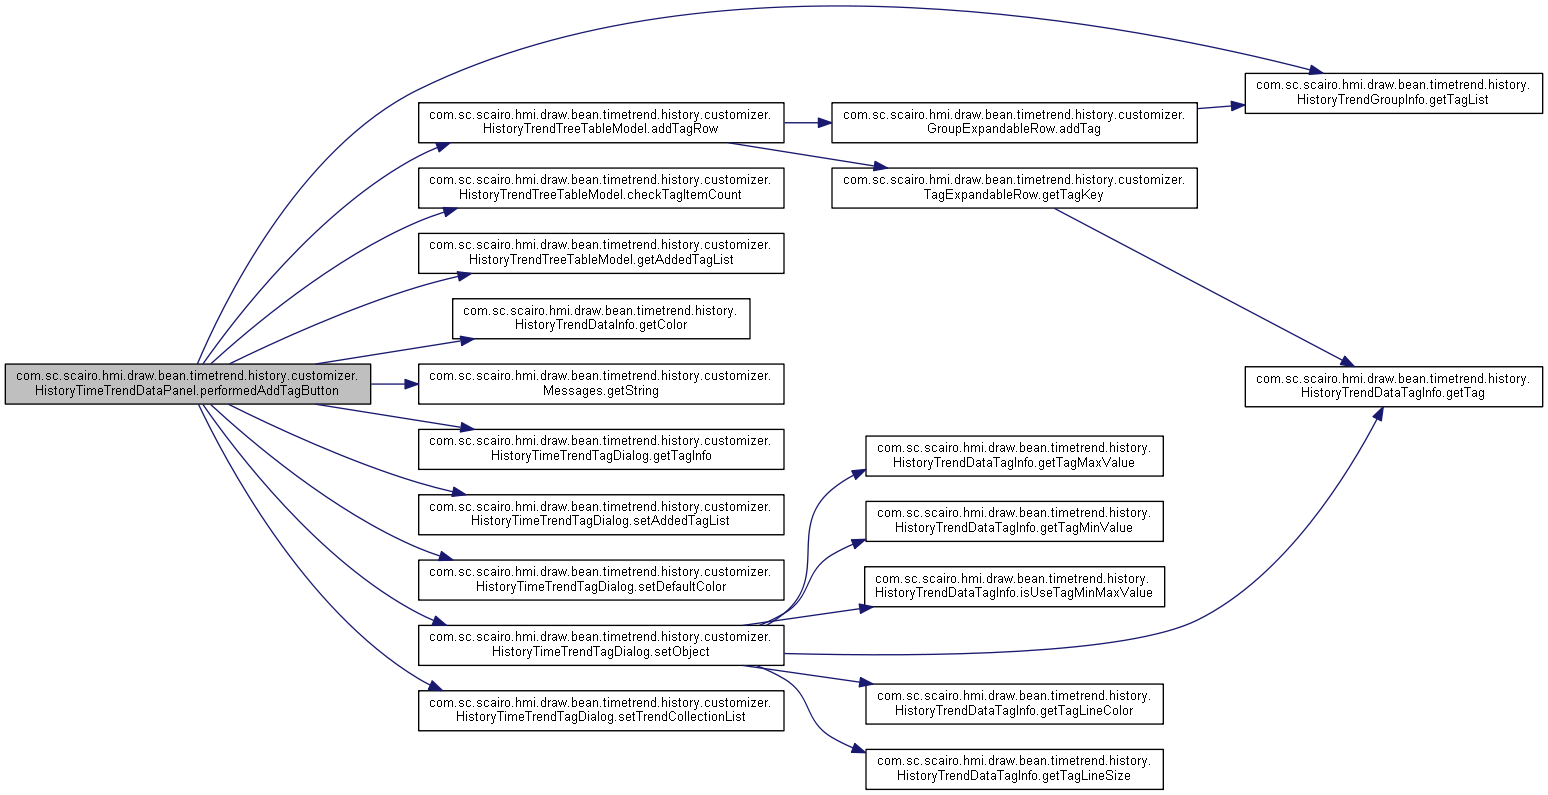 com.sc.scairo.hmi.draw.bean.timetrend.history.customizer.
HistoryTimeTrendDataPanel.performedAddTagButton
com.sc.scairo.hmi.draw.bean.timetrend.history.customizer.
HistoryTrendTreeTableModel.addTagRow
com.sc.scairo.hmi.draw.bean.timetrend.history.customizer.
HistoryTrendTreeTableModel.checkTagItemCount
com.sc.scairo.hmi.draw.bean.timetrend.history.customizer.
HistoryTrendTreeTableModel.getAddedTagList
com.sc.scairo.hmi.draw.bean.timetrend.history.
HistoryTrendDataInfo.getColor
com.sc.scairo.hmi.draw.bean.timetrend.history.customizer.
Messages.getString
com.sc.scairo.hmi.draw.bean.timetrend.history.customizer.
HistoryTimeTrendTagDialog.getTagInfo
com.sc.scairo.hmi.draw.bean.timetrend.history.customizer.
HistoryTimeTrendTagDialog.setAddedTagList
com.sc.scairo.hmi.draw.bean.timetrend.history.customizer.
HistoryTimeTrendTagDialog.setDefaultColor
com.sc.scairo.hmi.draw.bean.timetrend.history.customizer.
HistoryTimeTrendTagDialog.setObject
com.sc.scairo.hmi.draw.bean.timetrend.history.customizer.
HistoryTimeTrendTagDialog.setTrendCollectionList
com.sc.scairo.hmi.draw.bean.timetrend.history.customizer.
GroupExpandableRow.addTag
com.sc.scairo.hmi.draw.bean.timetrend.history.customizer.
TagExpandableRow.getTagKey
com.sc.scairo.hmi.draw.bean.timetrend.history.
HistoryTrendDataTagInfo.getTagMaxValue
com.sc.scairo.hmi.draw.bean.timetrend.history.
HistoryTrendDataTagInfo.getTagMinValue
com.sc.scairo.hmi.draw.bean.timetrend.history.
HistoryTrendDataTagInfo.isUseTagMinMaxValue
com.sc.scairo.hmi.draw.bean.timetrend.history.
HistoryTrendDataTagInfo.getTagLineColor
com.sc.scairo.hmi.draw.bean.timetrend.history.
HistoryTrendDataTagInfo.getTagLineSize
com.sc.scairo.hmi.draw.bean.timetrend.history.
HistoryTrendGroupInfo.getTagList
com.sc.scairo.hmi.draw.bean.timetrend.history.
HistoryTrendDataTagInfo.getTag